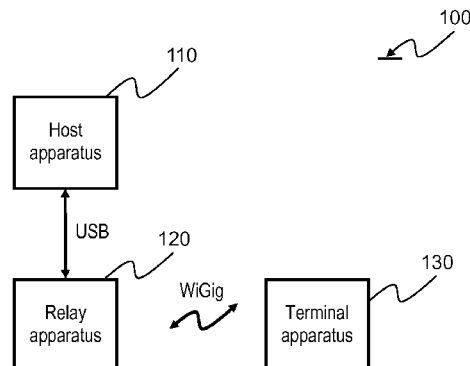 100
110
Host
apparatus
USB
120
130
WiGig
Relay
apparatus
Terminal
apparatus